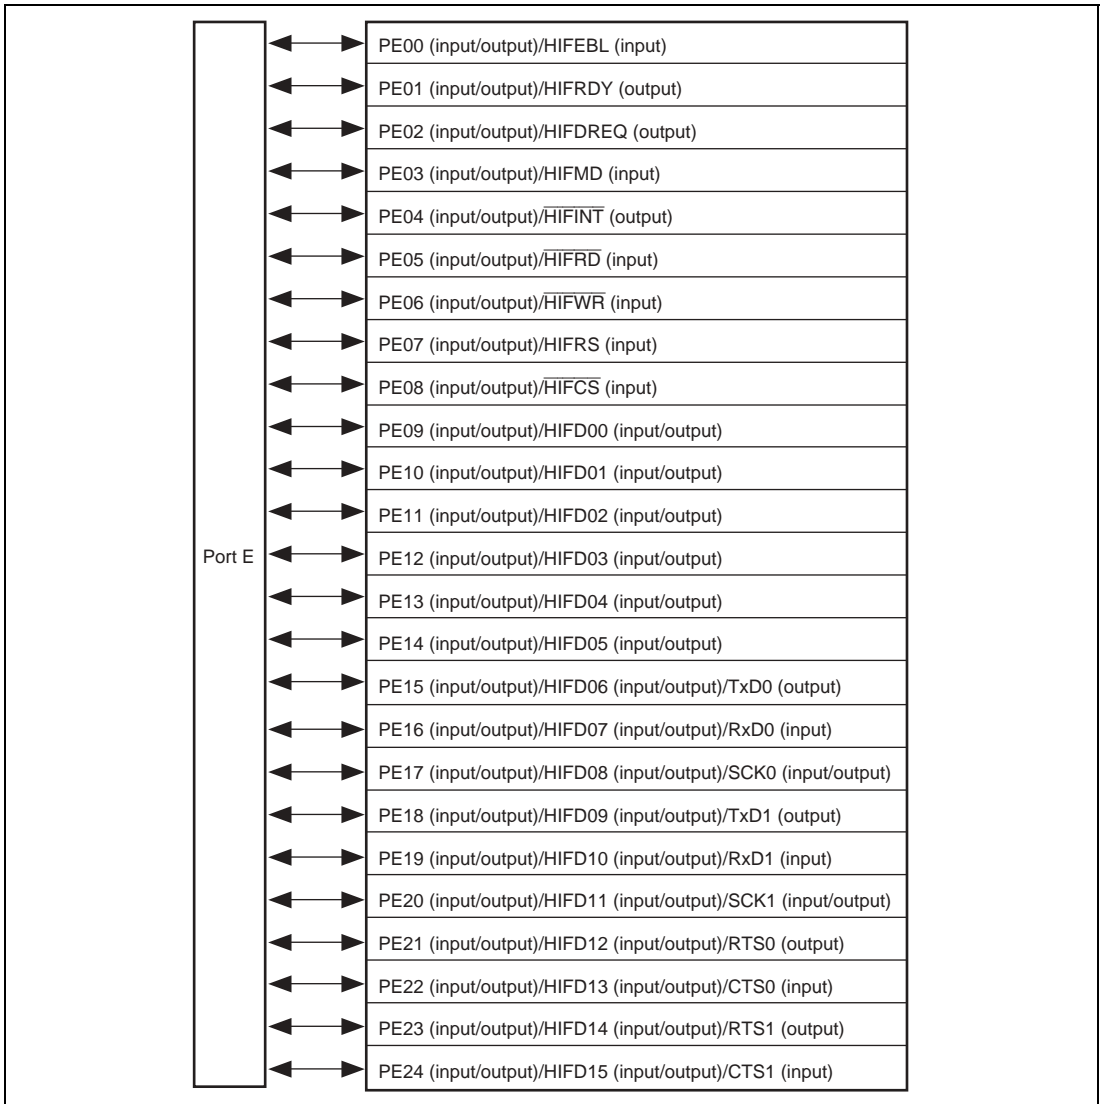 PE00 (input/output)/HIFEBL (input)
PE01 (input/output)/HIFRDY (output)
PE02 (input/output)/HIFDREQ (output)
PE03 (input/output)/HIFMD (input)
PE04 (input/output)/H̅I̅F̅I̅N̅T̅ (output)
PE05 (input/output)/H̅I̅F̅R̅D̅ (input)
PE06 (input/output)/H̅I̅F̅W̅R̅ (input)
PE07 (input/output)/HIFRS (input)
PE08 (input/output)/H̅I̅F̅C̅S̅ (input)
PE09 (input/output)/HIFD00 (input/output)
PE10 (input/output)/HIFD01 (input/output)
PE11 (input/output)/HIFD02 (input/output)
Port E
PE12 (input/output)/HIFD03 (input/output)
PE13 (input/output)/HIFD04 (input/output)
PE14 (input/output)/HIFD05 (input/output)
PE15 (input/output)/HIFD06 (input/output)/TxD0 (output)
PE16 (input/output)/HIFD07 (input/output)/RxD0 (input)
PE17 (input/output)/HIFD08 (input/output)/SCK0 (input/output)
PE18 (input/output)/HIFD09 (input/output)/TxD1 (output)
PE19 (input/output)/HIFD10 (input/output)/RxD1 (input)
PE20 (input/output)/HIFD11 (input/output)/SCK1 (input/output)
PE21 (input/output)/HIFD12 (input/output)/RTS0 (output)
PE22 (input/output)/HIFD13 (input/output)/CTS0 (input)
PE23 (input/output)/HIFD14 (input/output)/RTS1 (output)
PE24 (input/output)/HIFD15 (input/output)/CTS1 (input)